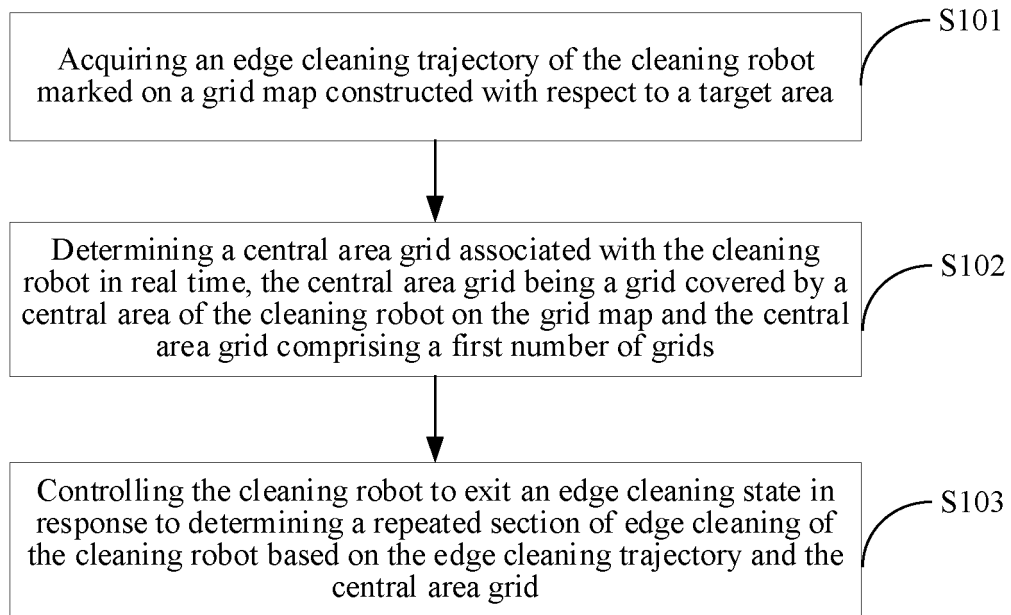 S101
Acquiring an edge cleaning trajectory of the cleaning robot
marked on a grid map constructed with respect to a target area
Determining a central area grid associated with the cleaning
robot in real time, the central area grid being a grid covered by a
central area of the cleaning robot on the grid map and the central
area grid comprising a first number of grids
S102
Controlling the cleaning robot to exit an edge cleaning state in
response to determining a repeated section of edge cleaning of
the cleaning robot based on the edge cleaning trajectory and the
central area grid
S103